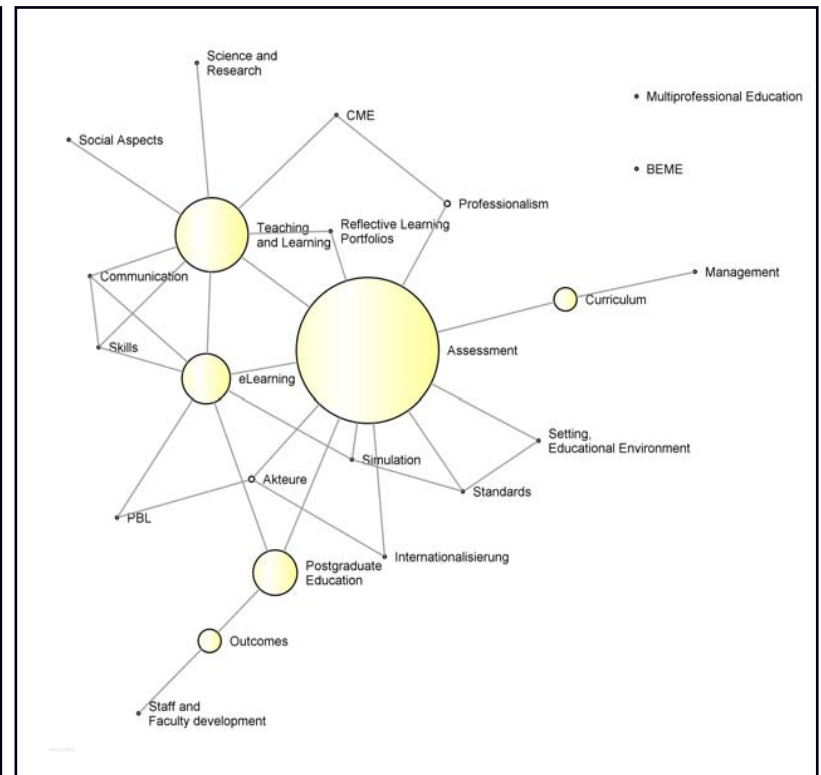 Science and
Research
CME
Multiprofessional Education
Social Aspects
BEME
Professionalism
Teaching
and Learning
Reflective Learning
Portfolios
Communication
Management
Curriculum
Skills
Assessment
eLearning
Setting,
Educational Environment
Simulation
Akteure
Standards
PBL
Internationalisierung
Postgraduate
Education
Outcomes
Staff and
Faculty development